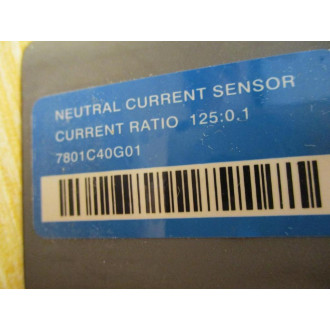 NEUTRAL CURRENT SENSOR
CURRENT RATIO 125:0.1
7801C40G01